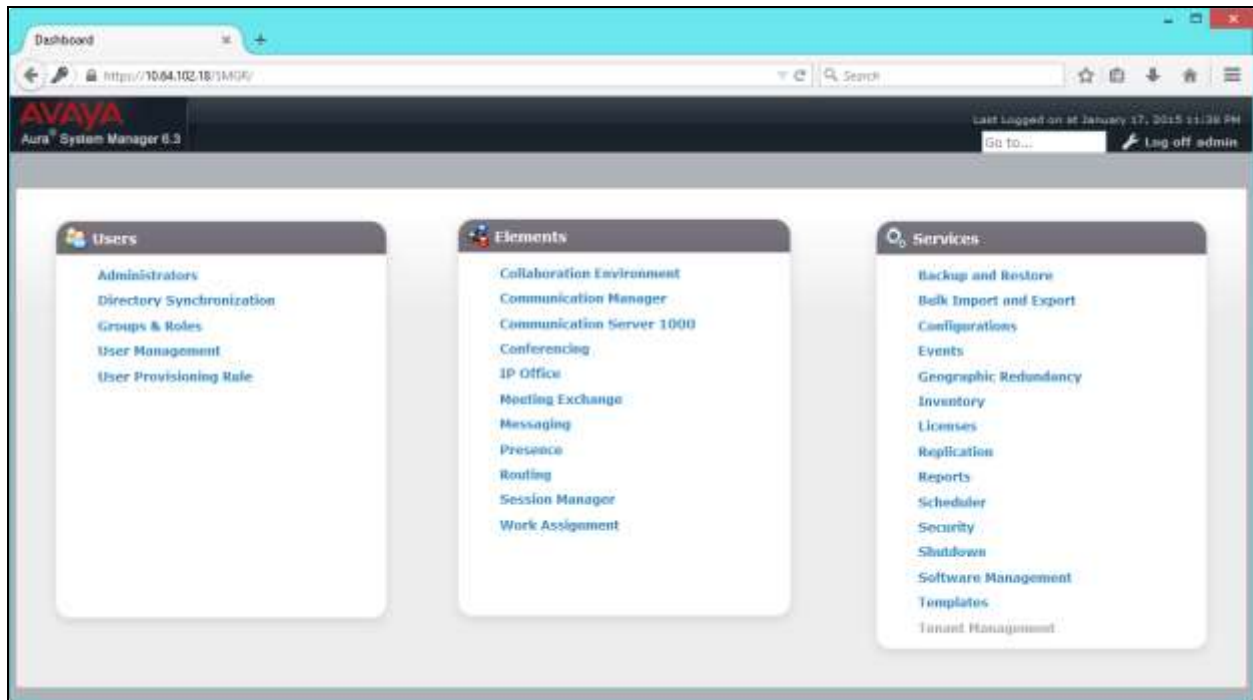 Dashboard
https://10.64.102.18/SMGR/
Search
AVAYA
Aura® System Manager 6.3
Last Logged on at January 17, 2015 11:38 PM
Go to...
Log off admin
Users
Administrators
Directory Synchronization
Groups & Roles
User Management
User Provisioning Rule
Elements
Collaboration Environment
Communication Manager
Communication Server 1000
Conferencing
IP Office
Meeting Exchange
Messaging
Presence
Routing
Session Manager
Work Assignment
Services
Backup and Restore
Bulk Import and Export
Configurations
Events
Geographic Redundancy
Inventory
Licenses
Replication
Reports
Scheduler
Security
Shutdown
Software Management
Templates
Tenant Management